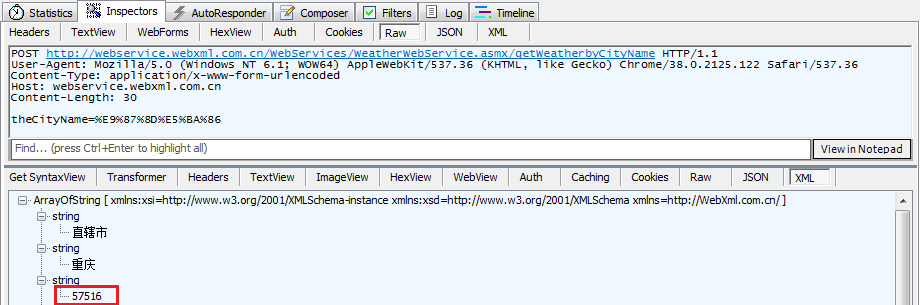 Statistics Inspectors AutoResponder Composer Filters Log Timeline
Headers TextView WebForms HexView Auth Cookies Raw JSON XML
POST http://webservice.webxml.com.cn/WebServices/WeatherWebService.asmx/getWeatherbyCityName HTTP/1.1
User-Agent: Mozilla/5.0 (Windows NT 6.1; WOW64) AppleWebKit/537.36 (KHTML, like Gecko) Chrome/38.0.2125.122 Safari/537.36
Content-Type: application/x-www-form-urlencoded
Host: webservice.webxml.com.cn
Content-Length: 30
theCityName=%E9%87%8D%E5%BA%86
Find... (press Ctrl+Enter to highlight all) View in Notepad
Get SyntaxView Transformer Headers TextView ImageView HexView WebView Auth Caching Cookies Raw JSON XML
ArrayOfString [ xmlns:xsi=http://www.w3.org/2001/XMLSchema-instance xmlns:xsd=http://www.w3.org/2001/XMLSchema xmlns=http://WebXml.com.cn/ ]
string
直辖市
string
重庆
string
57516